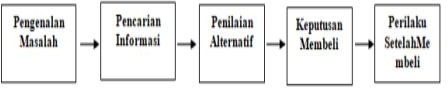 Pengenalan
Masalah
Pencarian
Informasi
Penilaian
Alternatif
Keputusan
Membeli
Perilaku
SetelahMe
mbeli